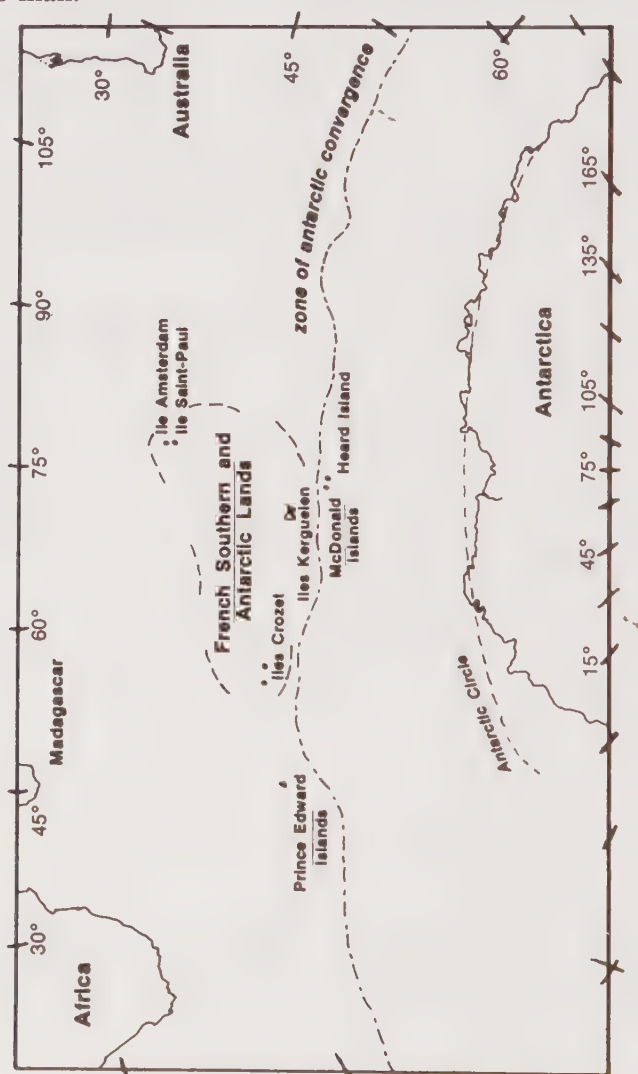 30°
45°
60°
75°
90°
105°
Africa
Madagascar
Australia
30°
45°
60°
Ile Amsterdam
Ile Saint-Paul
French Southern and
Antarctic Lands
Iles Crozet
Iles Kerguelen
Prince Edward
Islands
McDonald
Islands
Heard Island
zone of antarctic convergence
Antarctic Circle
Antarctica
15°
45°
75°
105°
135°
165°